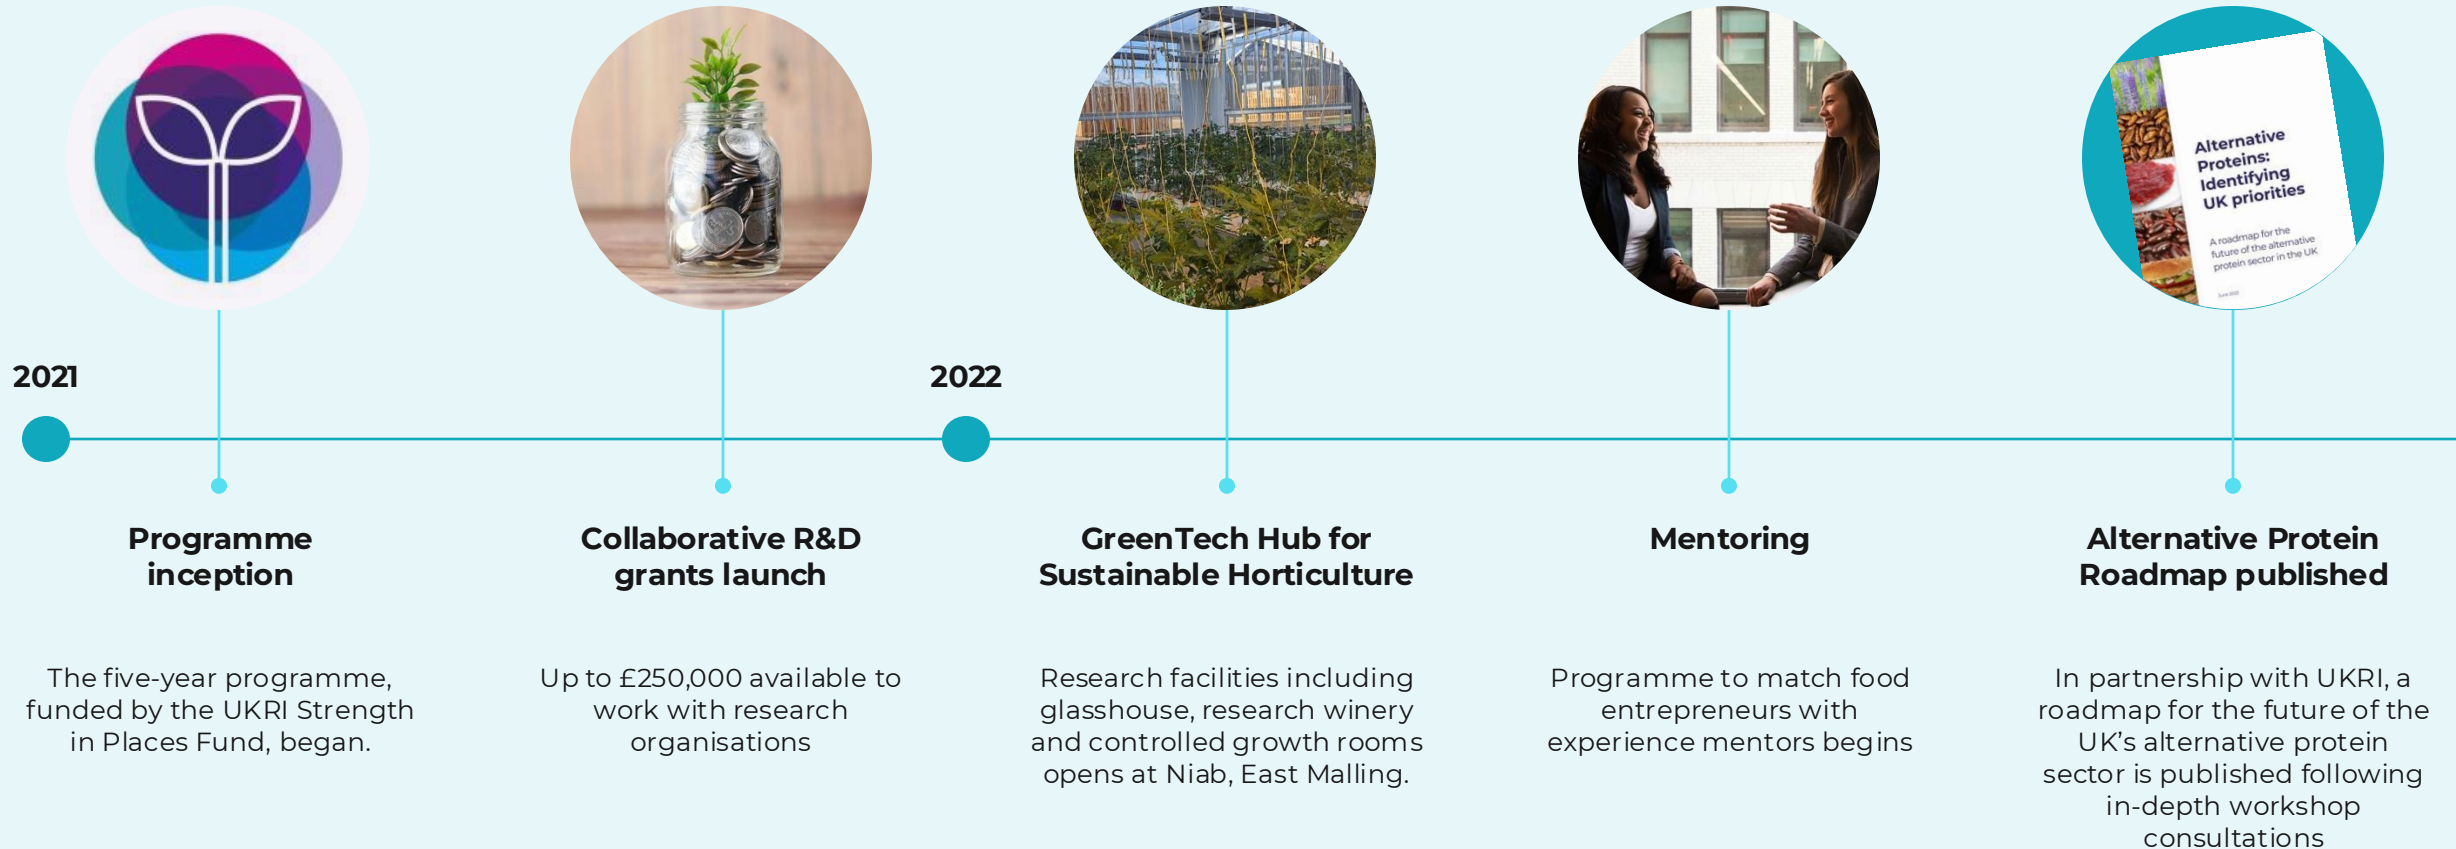 Alternative
Proteins:
Identifying
UK priorities
A roadmap for the
future of the alternative
protein sector in the UK
June 2022
2021
2022
Programme
inception
The five-year programme,
funded by the UKRI Strength
in Places Fund, began.
Collaborative R&D
grants launch
Up to £250,000 available to
work with research
organisations
GreenTech Hub for
Sustainable Horticulture
Research facilities including
glasshouse, research winery
and controlled growth rooms
opens at Niab, East Malling.
Mentoring
Programme to match food
entrepreneurs with
experience mentors begins
Alternative Protein
Roadmap published
In partnership with UKRI, a
roadmap for the future of the
UK’s alternative protein
sector is published following
in-depth workshop
consultations